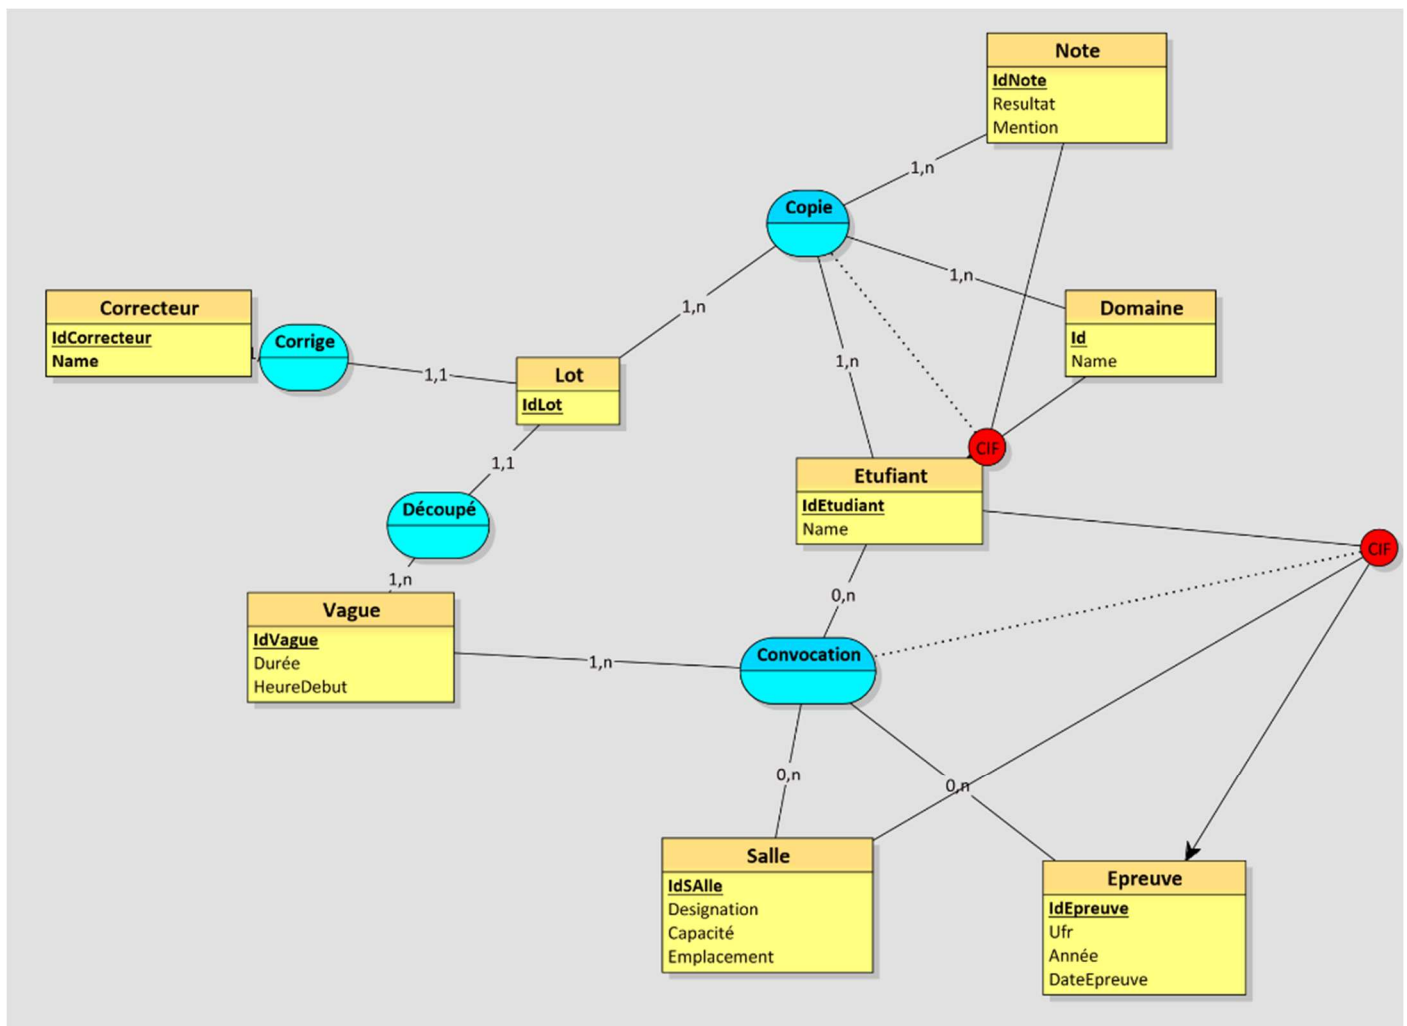 Note
IdNote
Resultat
Mention
1,n
Copie
1,n
1,n
1,n
Correcteur
IdCorrecteur
Name
Corrige
1,1
Lot
IdLot
Domaine
Id
Name
CIF
1,1
Etufiant
IdEtudiant
Name
Découpé
CIF
1,n
0,n
Vague
IdVague
Durée
HeureDebut
1,n
Convocation
0,n
0,n
Salle
IdSAlle
Designation
Capacité
Emplacement
Epreuve
IdEpreuve
Ufr
Année
DateEpreuve